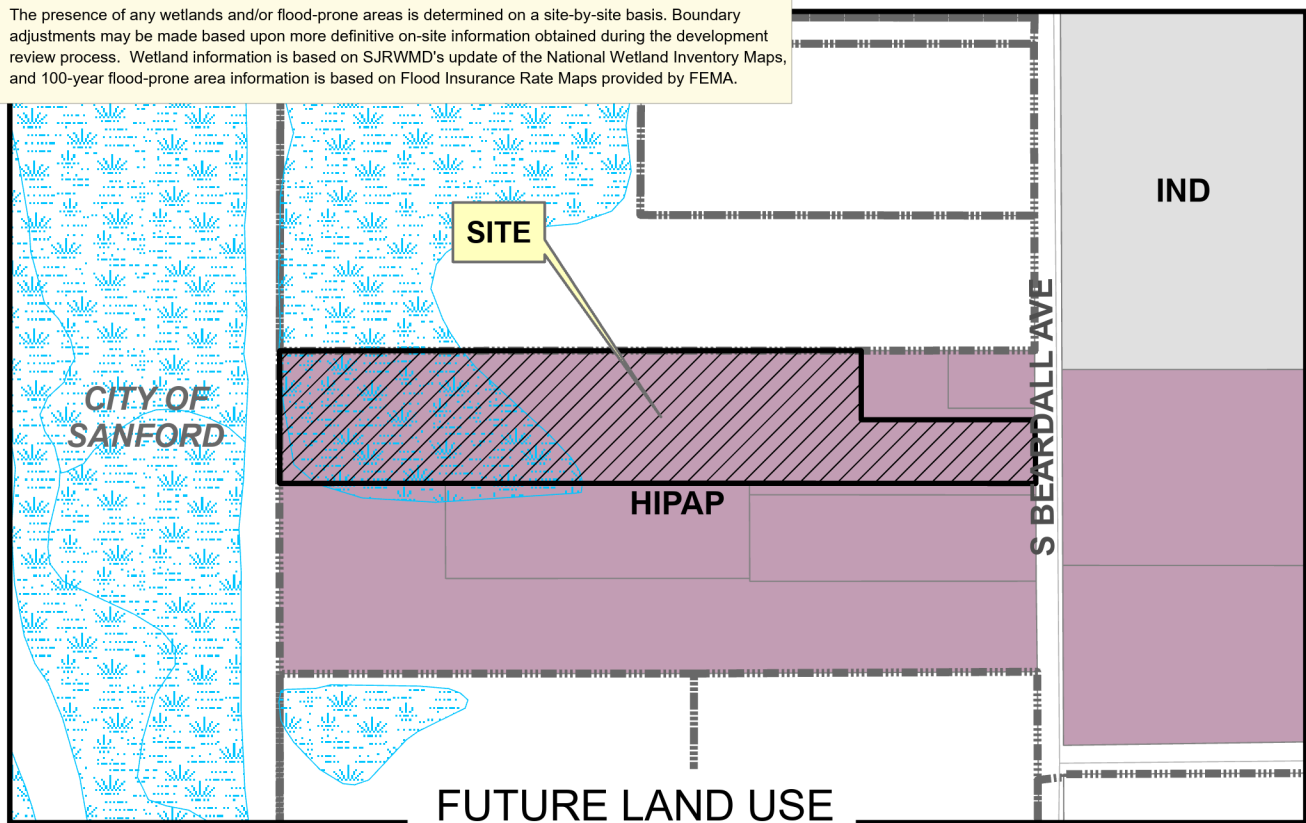 The presence of any wetlands and/or flood-prone areas is determined on a site-by-site basis. Boundary
adjustments may be made based upon more definitive on-site information obtained during the development
review process.  Wetland information is based on SJRWMD's update of the National Wetland Inventory Maps,
and 100-year flood-prone area information is based on Flood Insurance Rate Maps provided by FEMA.
IND
SITE
S BEARDALL AVE
CITY OF
SANFORD
HIPAP
FUTURE LAND USE